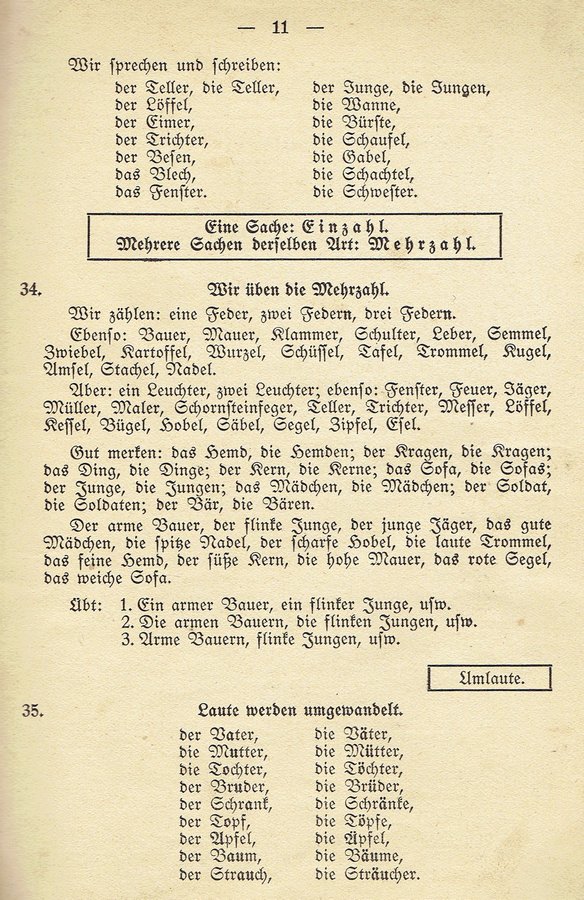 — 11 —
Wir sprechen und schreiben:
der Teller, die Teller, der Junge, die Jungen,
der Löffel, die Wanne,
der Eimer, die Bürste,
der Trichter, die Schaufel,
der Besen, die Gabel,
das Blech, die Schachtel,
das Fenster. die Schwester.
Eine Sache: Einzahl.
Mehrere Sachen derselben Art: Mehrzahl.
34. Wir üben die Mehrzahl.
Wir zählen: eine Feder, zwei Federn, drei Federn.
Ebenso: Bauer, Mauer, Klammer, Schulter, Leber, Semmel,
Zwiebel, Kartoffel, Wurzel, Schüssel, Tafel, Trommel, Kugel,
Amsel, Stachel, Nadel.
Aber: ein Leuchter, zwei Leuchter; ebenso: Fenster, Feuer, Jäger,
Müller, Maler, Schornsteinfeger, Teller, Trichter, Messer, Löffel,
Kessel, Bügel, Hobel, Säbel, Segel, Zipfel, Esel.
Gut merken: das Hemd, die Hemden; der Kragen, die Kragen;
das Ding, die Dinge; der Kern, die Kerne; das Sofa, die Sofas;
der Junge, die Jungen; das Mädchen, die Mädchen; der Soldat,
die Soldaten; der Bär, die Bären.
Der arme Bauer, der flinke Junge, der junge Jäger, das gute
Mädchen, die spitze Nadel, der scharfe Hobel, die laute Trommel,
das feine Hemd, der süße Kern, die hohe Mauer, das rote Segel,
das weiche Sofa.
Übt: 1. Ein armer Bauer, ein flinker Junge, usw.
2. Die armen Bauern, die flinken Jungen, usw.
3. Arme Bauern, flinke Jungen, usw.
Umlaute.
35. Laute werden umgewandelt.
der Vater, die Väter,
die Mutter, die Mütter,
die Tochter, die Töchter,
der Bruder, die Brüder,
der Schrank, die Schränke,
der Topf, die Töpfe,
der Apfel, die Äpfel,
der Baum, die Bäume,
der Strauch, die Sträucher.